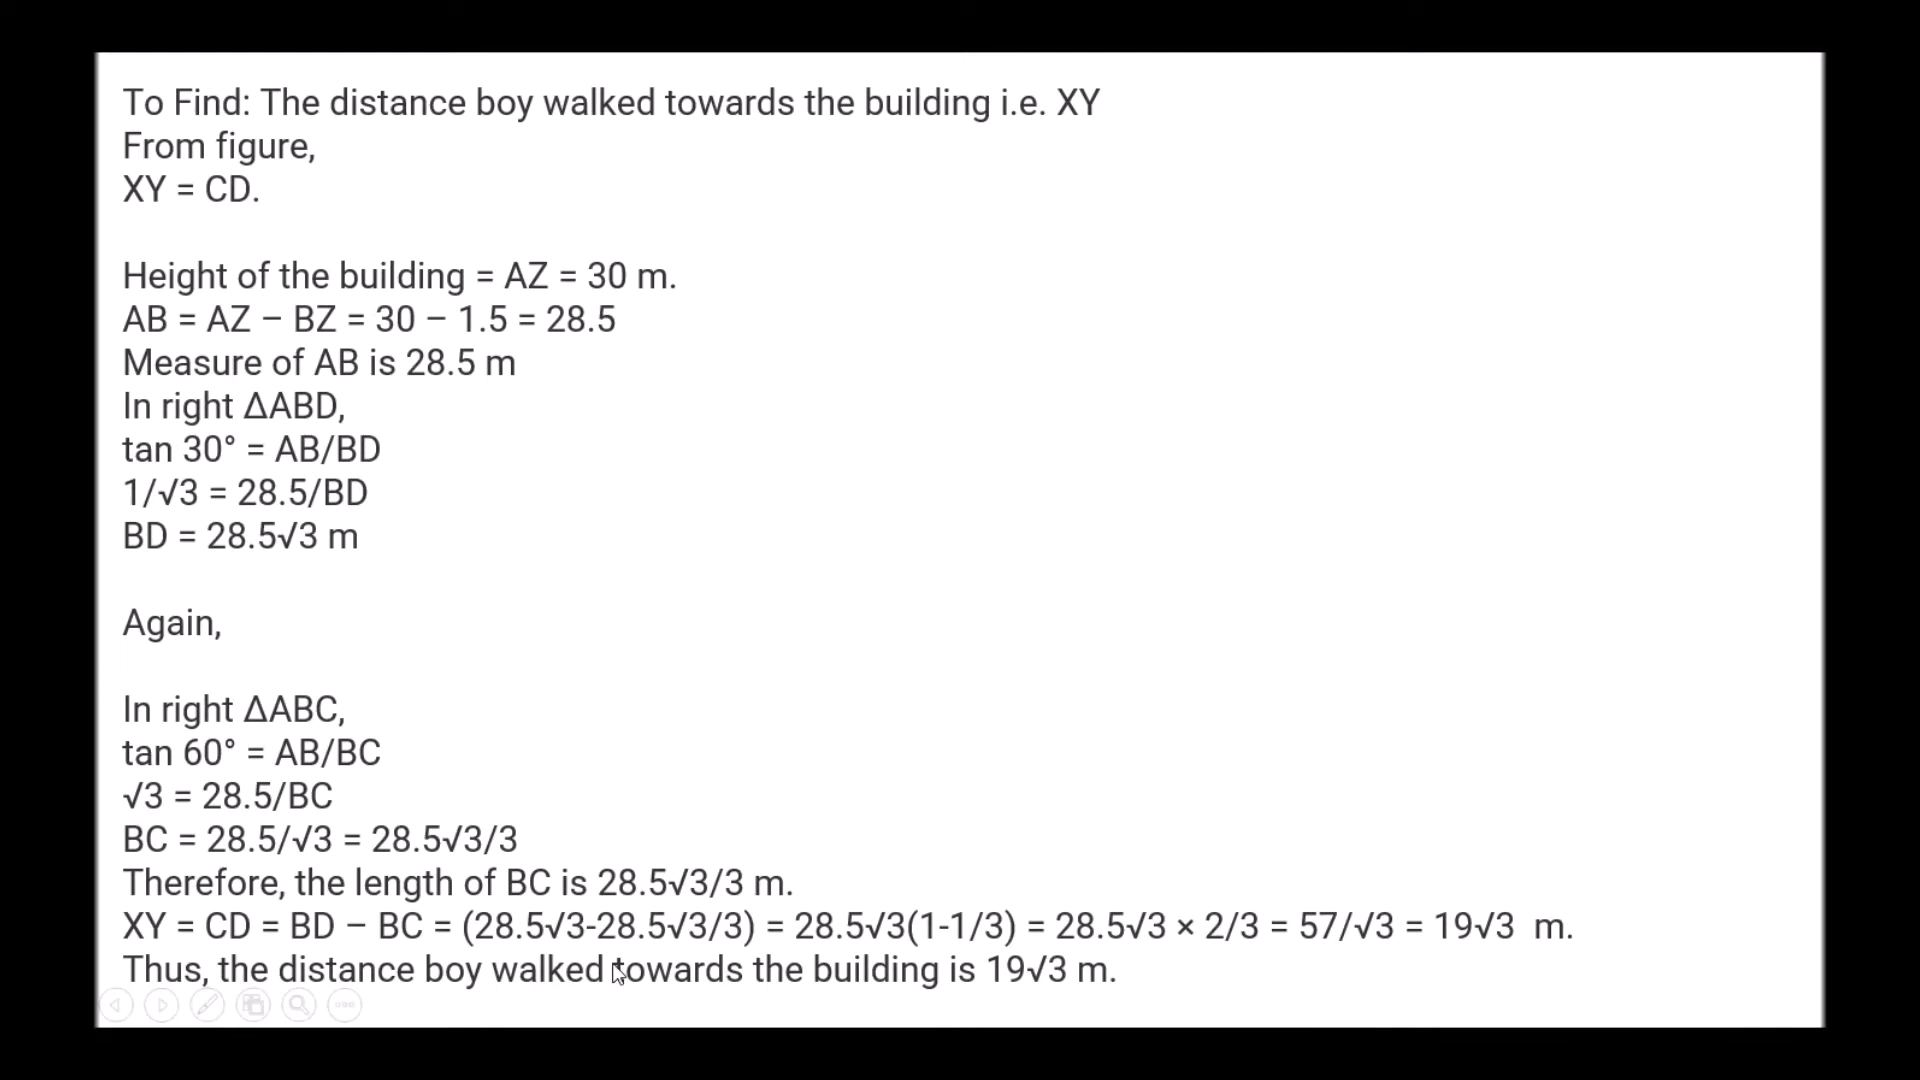 To Find: The distance boy walked towards the building i.e. XY
From figure,
XY = CD.
Height of the building = AZ = 30 m.
AB = AZ – BZ = 30 – 1.5 = 28.5
Measure of AB is 28.5 m
In right ΔABD,
tan 30° = AB/BD
1/√3 = 28.5/BD
BD = 28.5√3 m
Again,
In right ΔABC,
tan 60° = AB/BC
√3 = 28.5/BC
BC = 28.5/√3 = 28.5√3/3
Therefore, the length of BC is 28.5√3/3 m.
XY = CD = BD – BC = (28.5√3-28.5√3/3) = 28.5√3(1-1/3) = 28.5√3 × 2/3 = 57/√3 = 19√3  m.
Thus, the distance boy walked towards the building is 19√3 m.